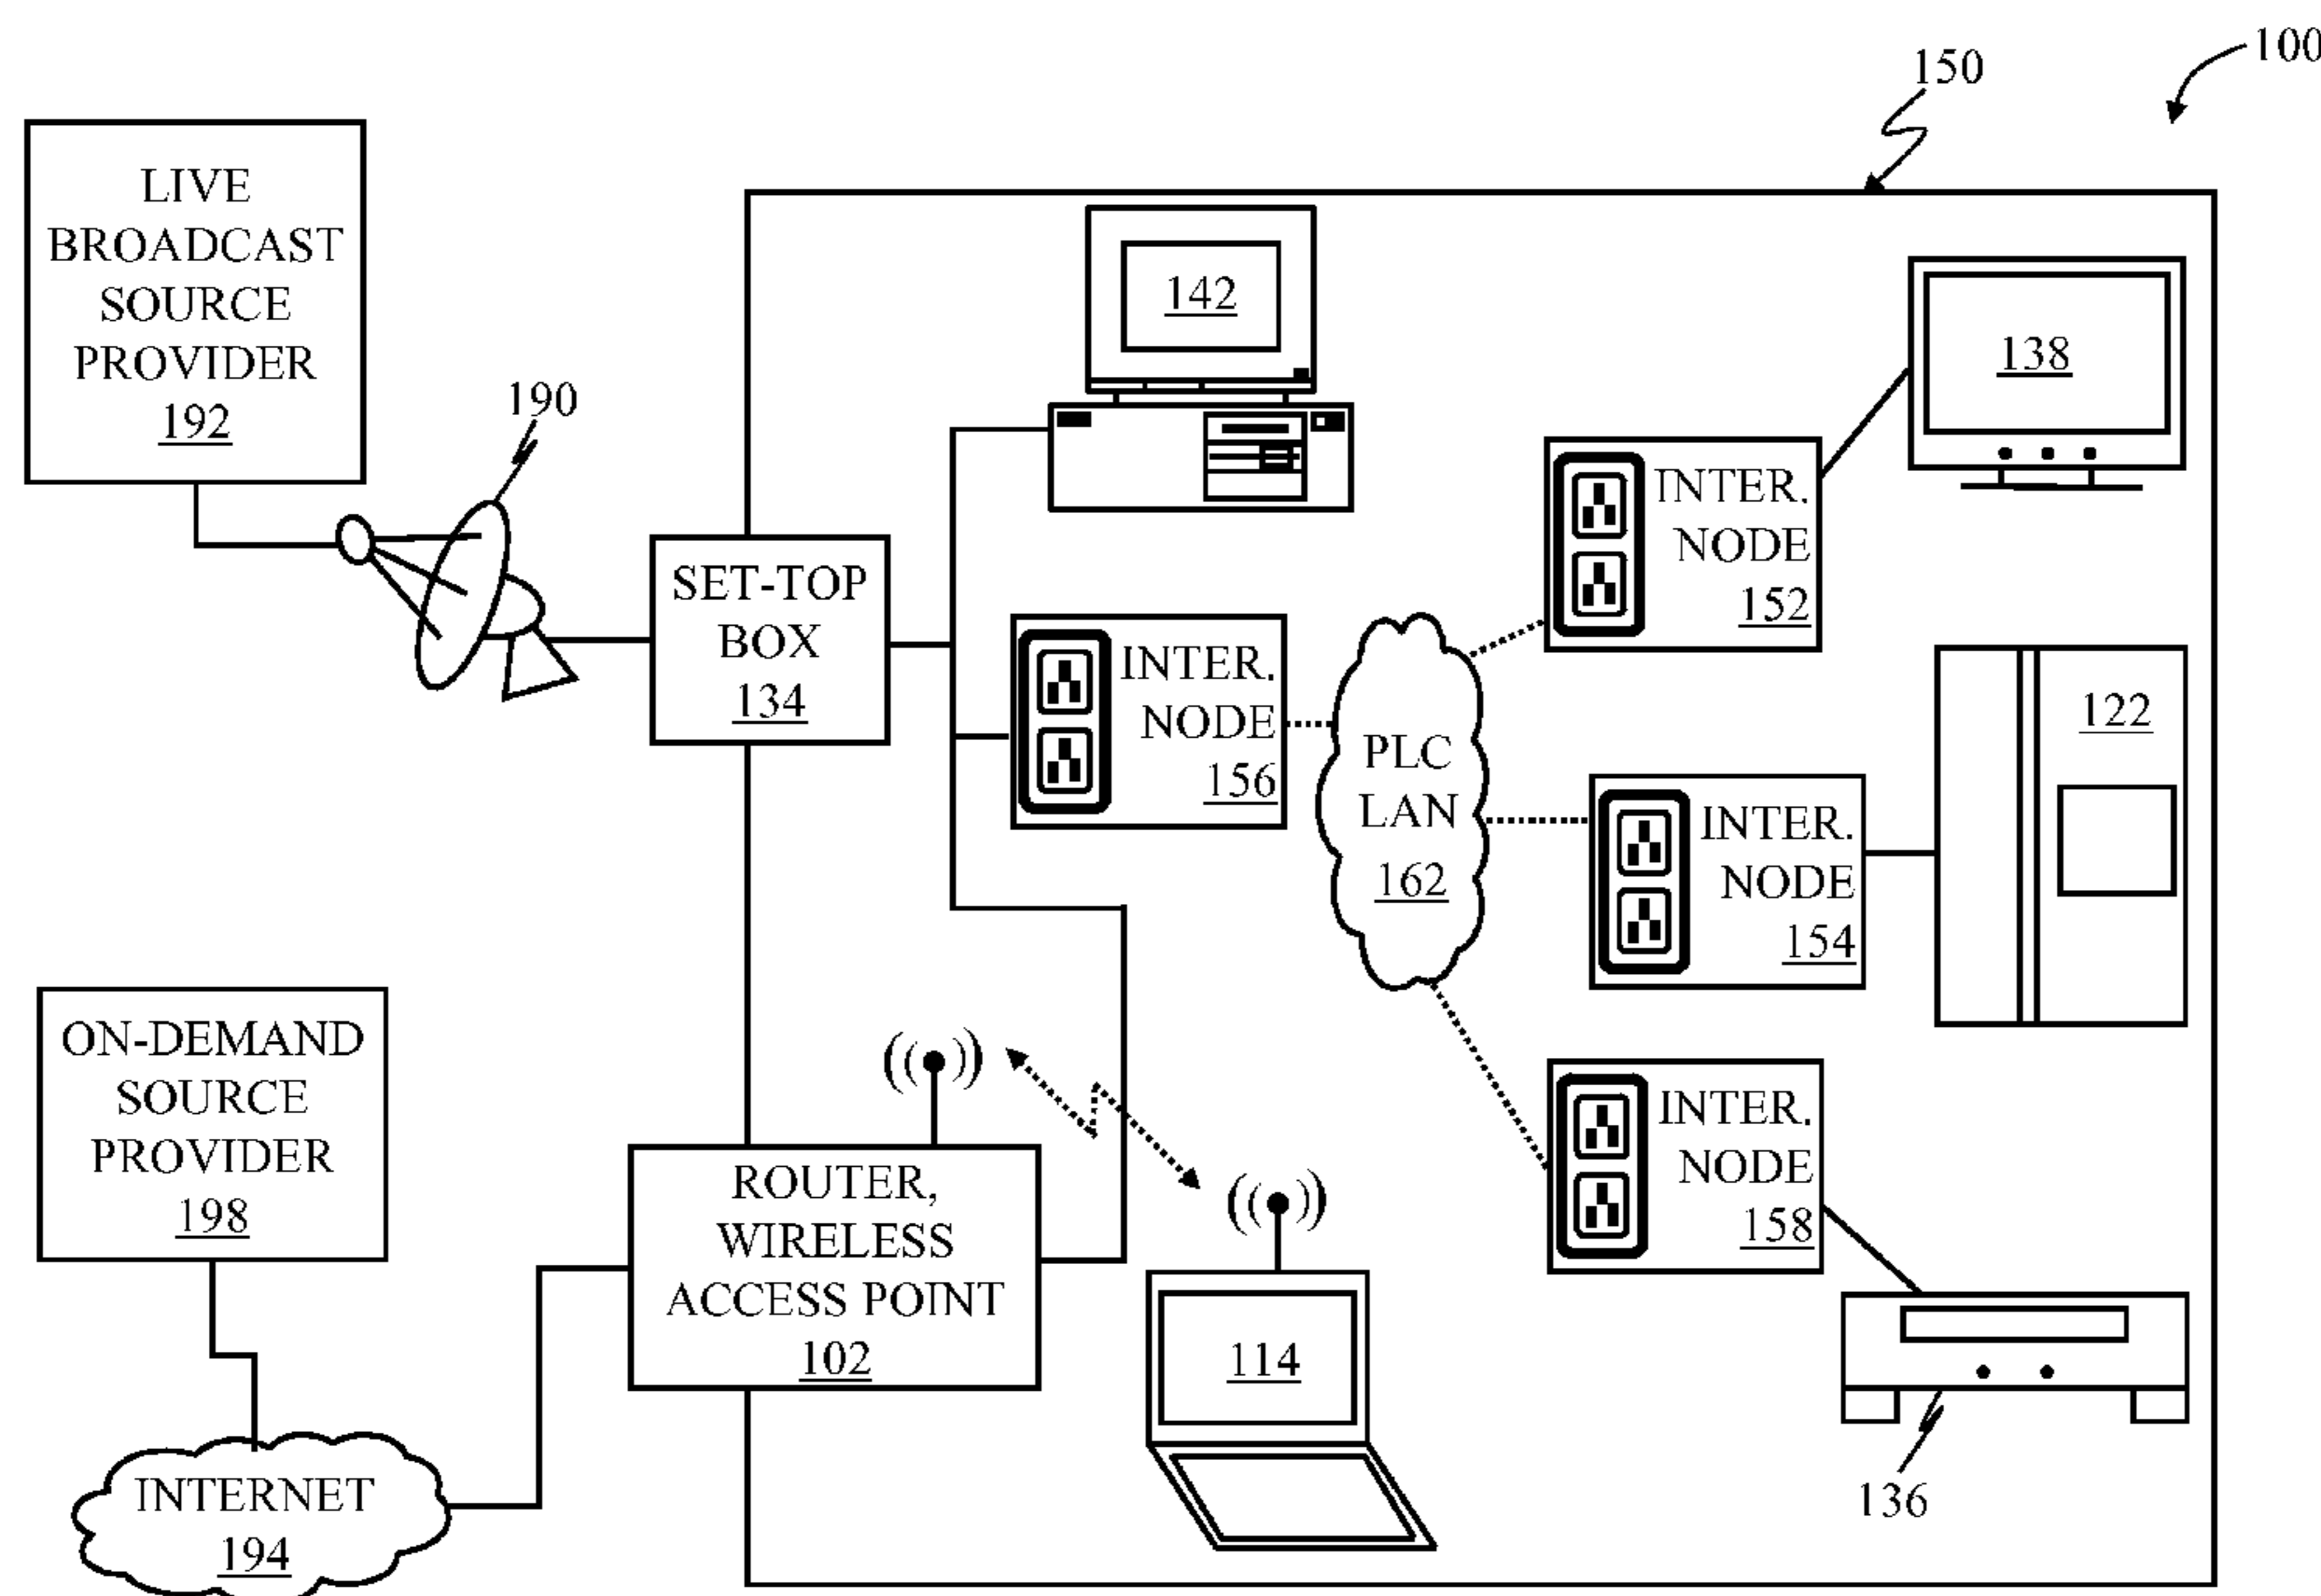 100
150
LIVE
BROADCAST
SOURCE
PROVIDER
192
190
142
138
SET-TOP
BOX
134
INTER.
NODE
152
INTER.
NODE
156
PLC
LAN
162
122
INTER.
NODE
154
ON-DEMAND
SOURCE
PROVIDER
198
ROUTER,
WIRELESS
ACCESS POINT
102
INTER.
NODE
158
114
136
INTERNET
194